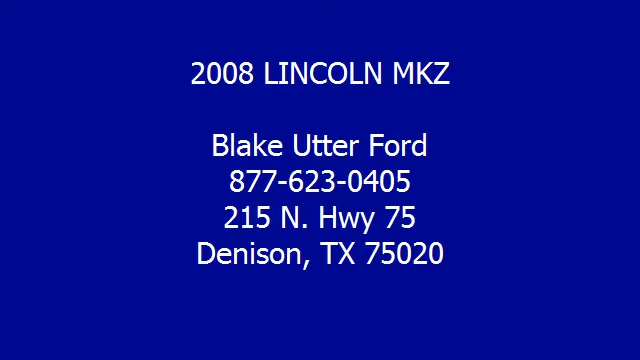 2008 LINCOLN MKZ
Blake Utter Ford
877-623-0405
215 N. Hwy 75
Denison, TX 75020